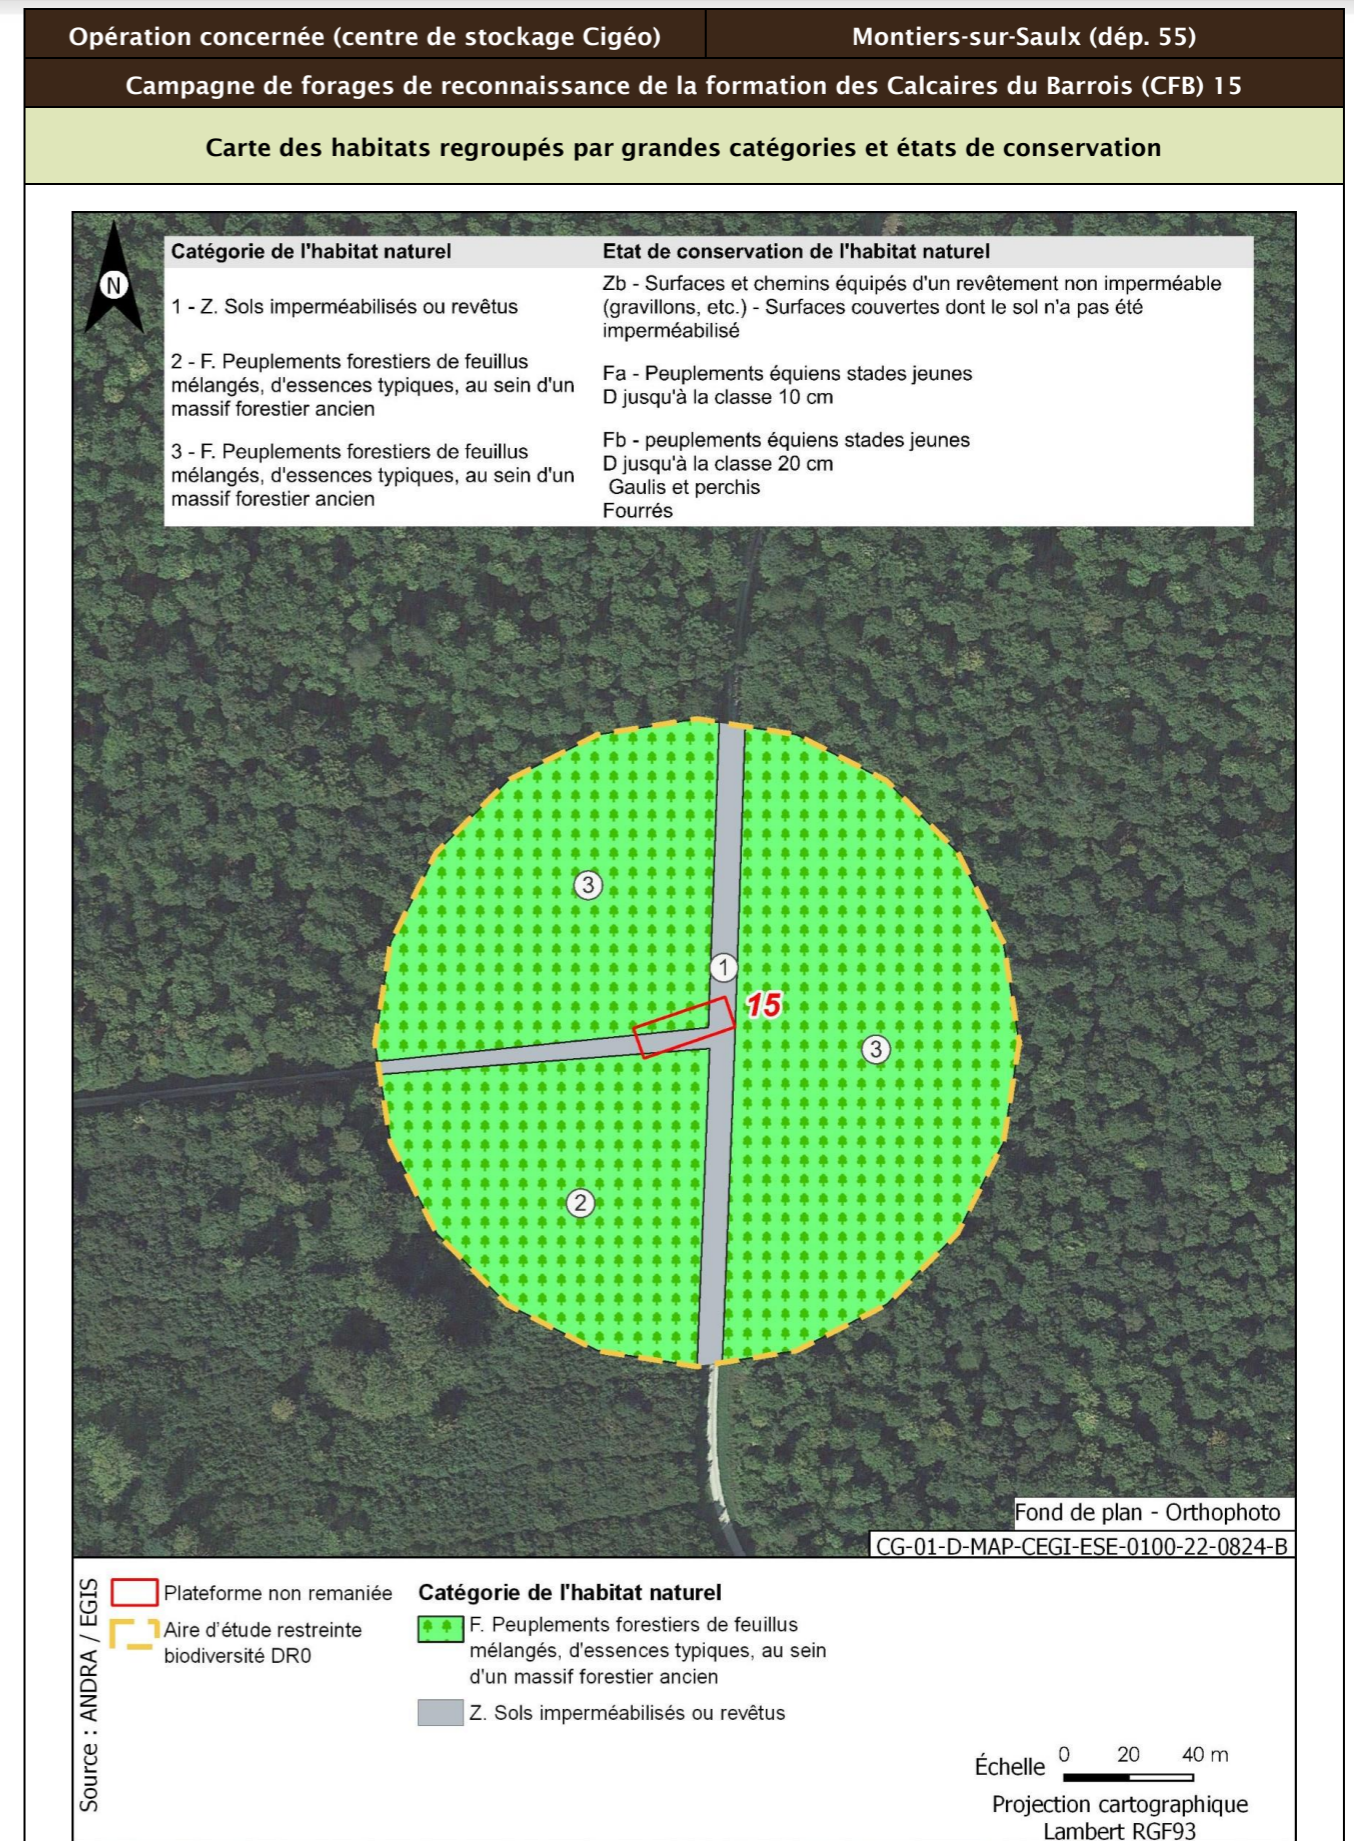 Opération concernée (centre de stockage Cigéo)
Montiers-sur-Saulx (dép. 55)
Campagne de forages de reconnaissance de la formation des Calcaires du Barrois (CFB) 15
Carte des habitats regroupés par grandes catégories et états de conservation
N
Catégorie de l'habitat naturel
Etat de conservation de l'habitat naturel
1 - Z. Sols imperméabilisés ou revêtus
Zb - Surfaces et chemins équipés d'un revêtement non imperméable
(gravillons, etc.) - Surfaces couvertes dont le sol n'a pas été
imperméabilisé
2 - F. Peuplements forestiers de feuillus
mélangés, d'essences typiques, au sein d'un
massif forestier ancien
Fa - Peuplements équiens stades jeunes
D jusqu'à la classe 10 cm
3 - F. Peuplements forestiers de feuillus
mélangés, d'essences typiques, au sein d'un
massif forestier ancien
Fb - peuplements équiens stades jeunes
D jusqu'à la classe 20 cm
Gaulis et perchis
Fourrés
3
1
15
3
2
Fond de plan - Orthophoto
CG-01-D-MAP-CEGI-ESE-0100-22-0824-B
Source : ANDRA / EGIS
Plateforme non remaniée
Aire d'étude restreinte
biodiversité DR0
Catégorie de l'habitat naturel
F. Peuplements forestiers de feuillus
mélangés, d'essences typiques, au sein
d'un massif forestier ancien
Z. Sols imperméabilisés ou revêtus
Échelle 0 20 40 m
Projection cartographique
Lambert RGF93